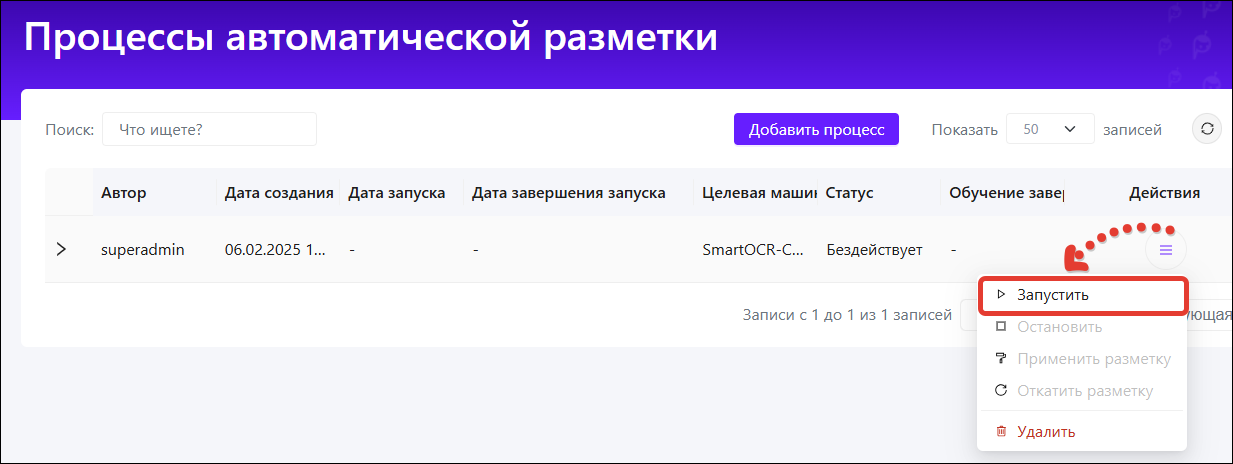 Процессы автоматической разметки
Поиск: Что ищете? Добавить процесс Показать 50 записей
Автор Дата создания Дата запуска Дата завершения запуска Целевая маши Статус Обучение завер Действия
superadmin 06.02.2025 1... - - SmartOCR-C... Бездействует -
Запустить
Записи с 1 до 1 из 1 записей ующая
Остановить
Применить разметку
Откатить разметку
Удалить